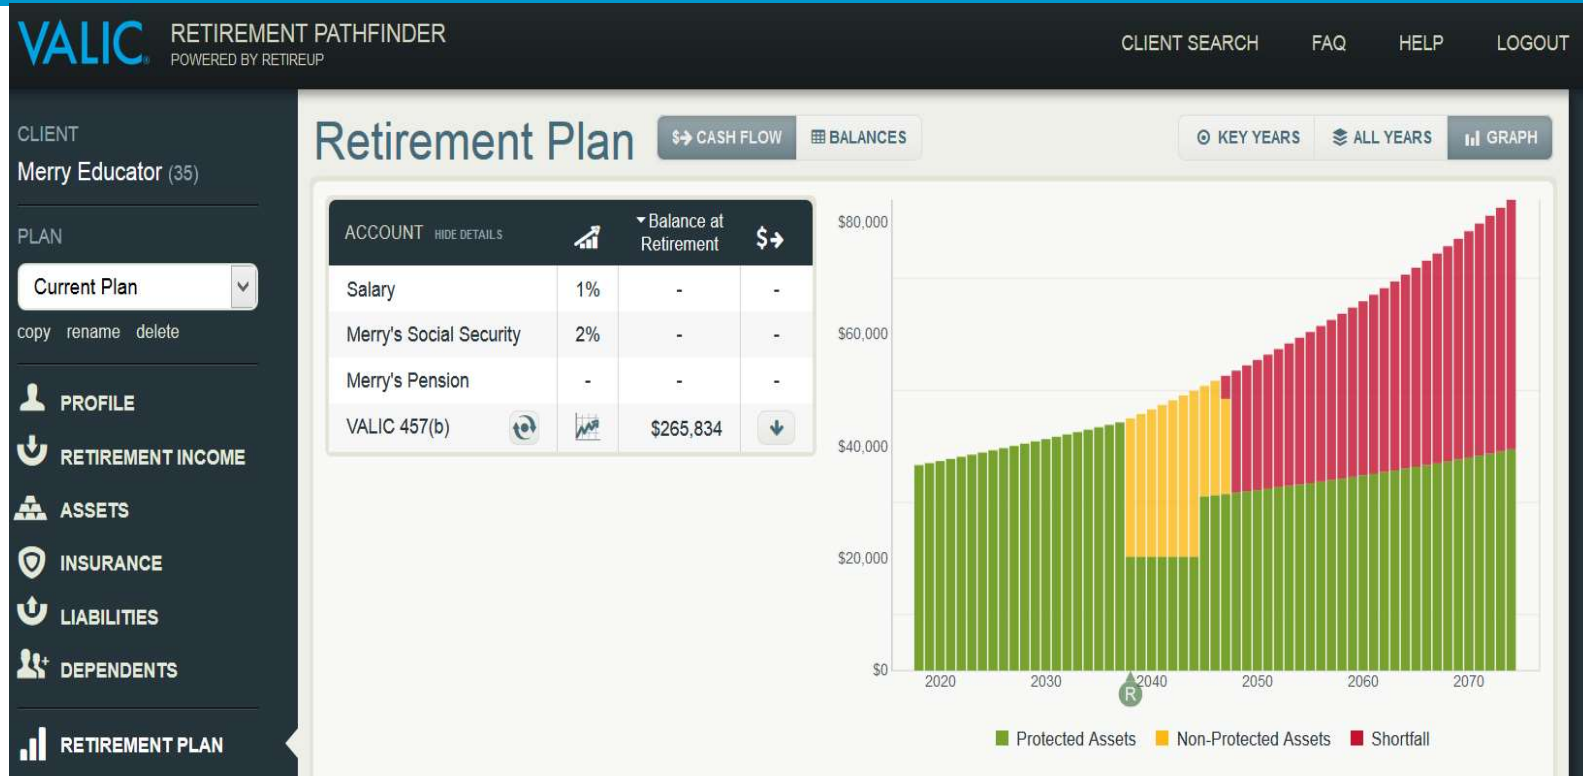 VALIC® RETIREMENT PATHFINDER
POWERED BY RETIREUP
CLIENT SEARCH FAQ HELP LOGOUT
CLIENT
Merry Educator (35)
PLAN
Current Plan
copy rename delete
PROFILE
RETIREMENT INCOME
ASSETS
INSURANCE
LIABILITIES
DEPENDENTS
RETIREMENT PLAN
Retirement Plan
$ CASH FLOW BALANCES
KEY YEARS ALL YEARS GRAPH
ACCOUNT HIDE DETAILS Balance at Retirement $
Salary 1% - -
Merry's Social Security 2% - -
Merry's Pension - - -
VALIC 457(b) $265,834
$80,000
$60,000
$40,000
$20,000
$0
2020 2030 2040 2050 2060 2070
R
Protected Assets Non-Protected Assets Shortfall